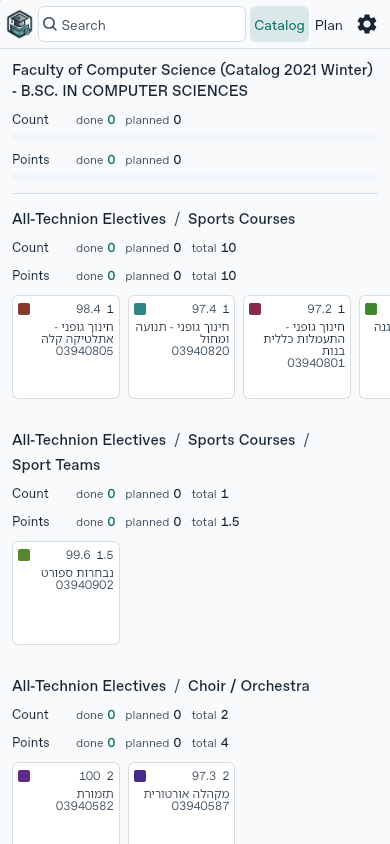 Search
Catalog
Plan
Faculty of Computer Science (Catalog 2021 Winter)
- B.SC. IN COMPUTER SCIENCES
Count done 0 planned 0
Points done 0 planned 0
All-Technion Electives / Sports Courses
Count done 0 planned 0 total 10
Points done 0 planned 0 total 10
98.4 1
חינוך גופני -
אתלטיקה קלה
03940805
97.4 1
חינוך גופני - תנועה
ומחול
03940820
97.2 1
חינוך גופני -
התעמלות כללית
בנות
03940801
All-Technion Electives / Sports Courses /
Sport Teams
Count done 0 planned 0 total 1
Points done 0 planned 0 total 1.5
99.6 1.5
נבחרות ספורט
03940902
All-Technion Electives / Choir / Orchestra
Count done 0 planned 0 total 2
Points done 0 planned 0 total 4
100 2
תזמורת
03940582
97.3 2
מקהלה אורטורית
03940587